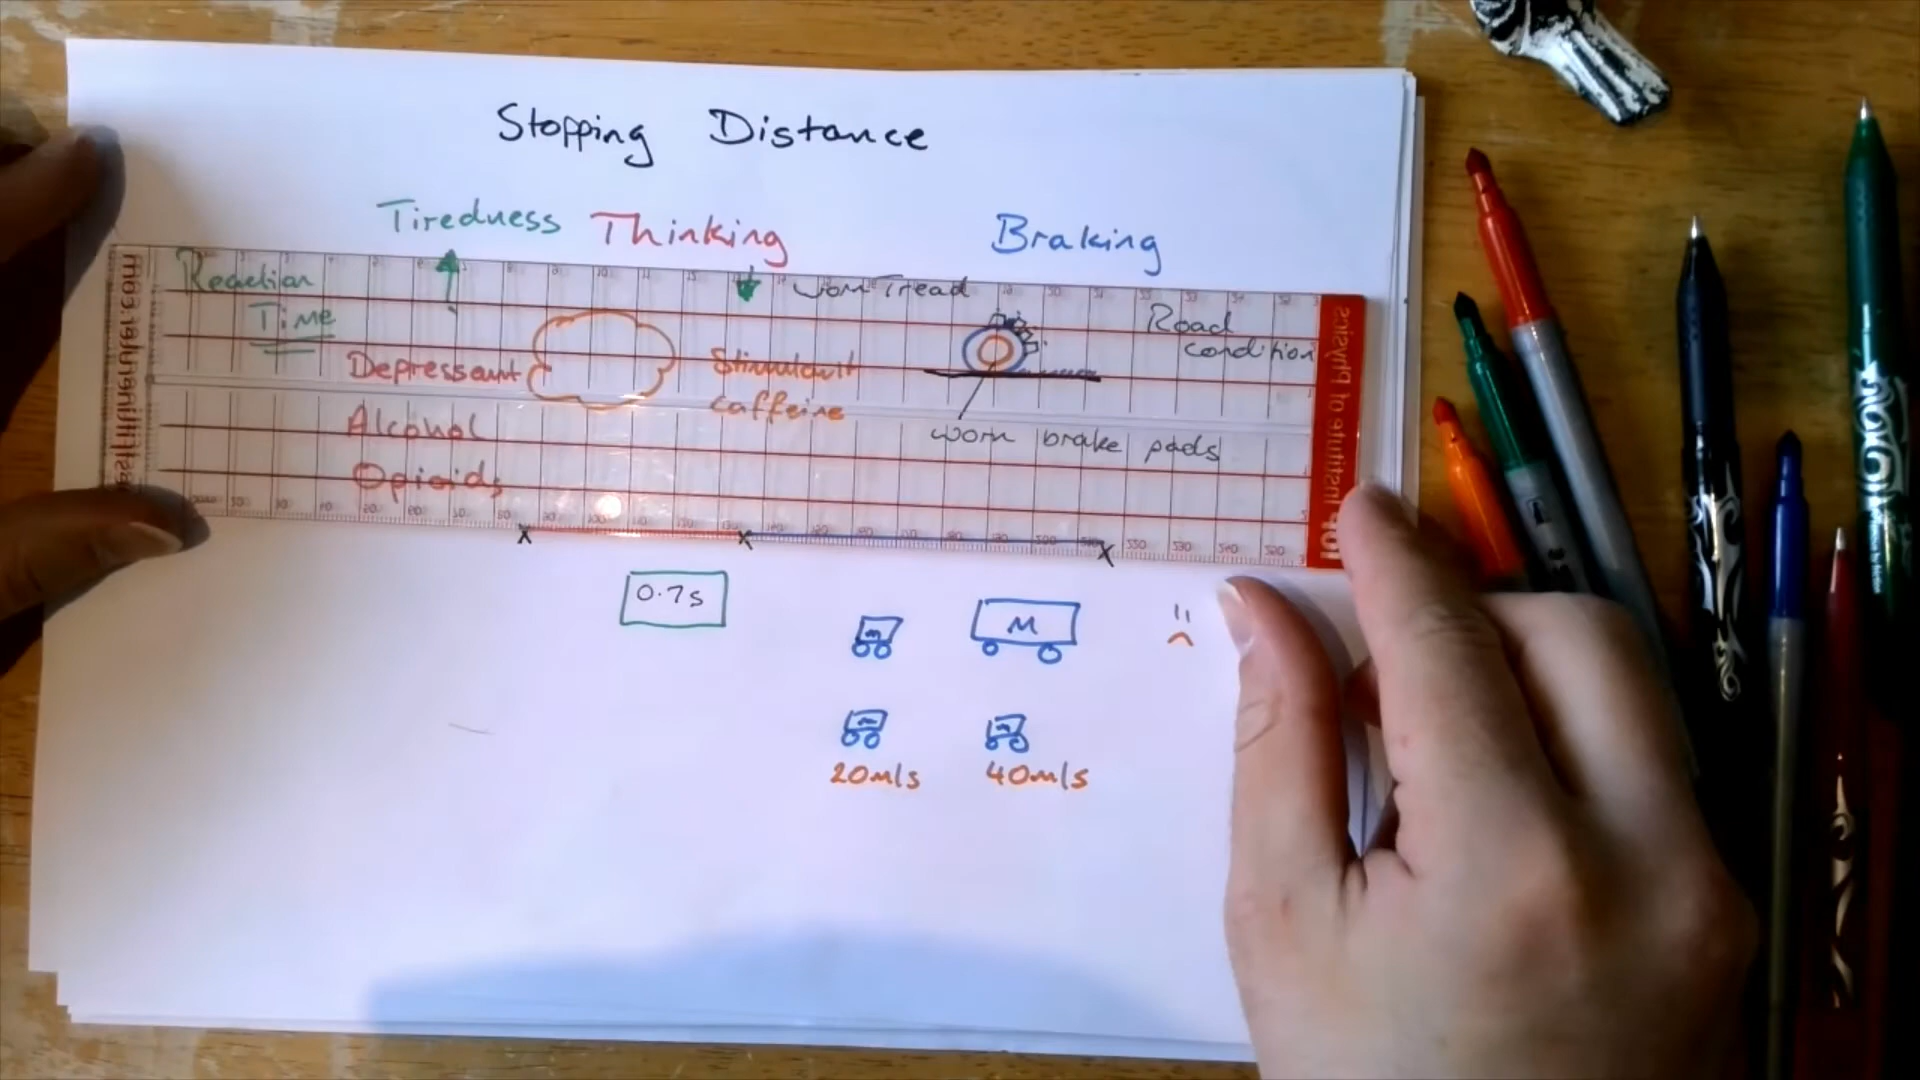 Stopping Distance
Tiredness Thinking Braking
Reaction
Time
Worn Tread
Road
condition
Depressant
Stimulant
caffeine
Alcohol
worn brake pads
Opioids
X X X
0.7s
m M
m m
20m/s 40m/s